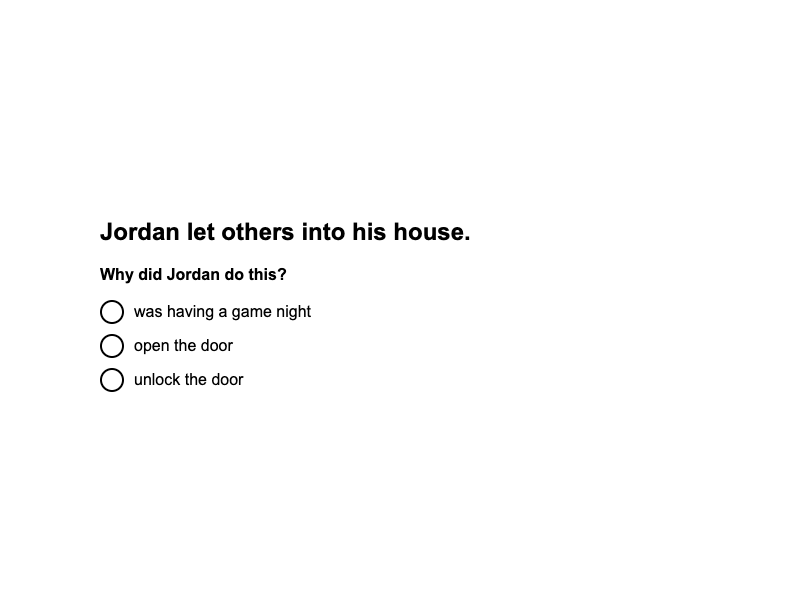 Jordan let others into his house.
Why did Jordan do this?
was having a game night
open the door
unlock the door